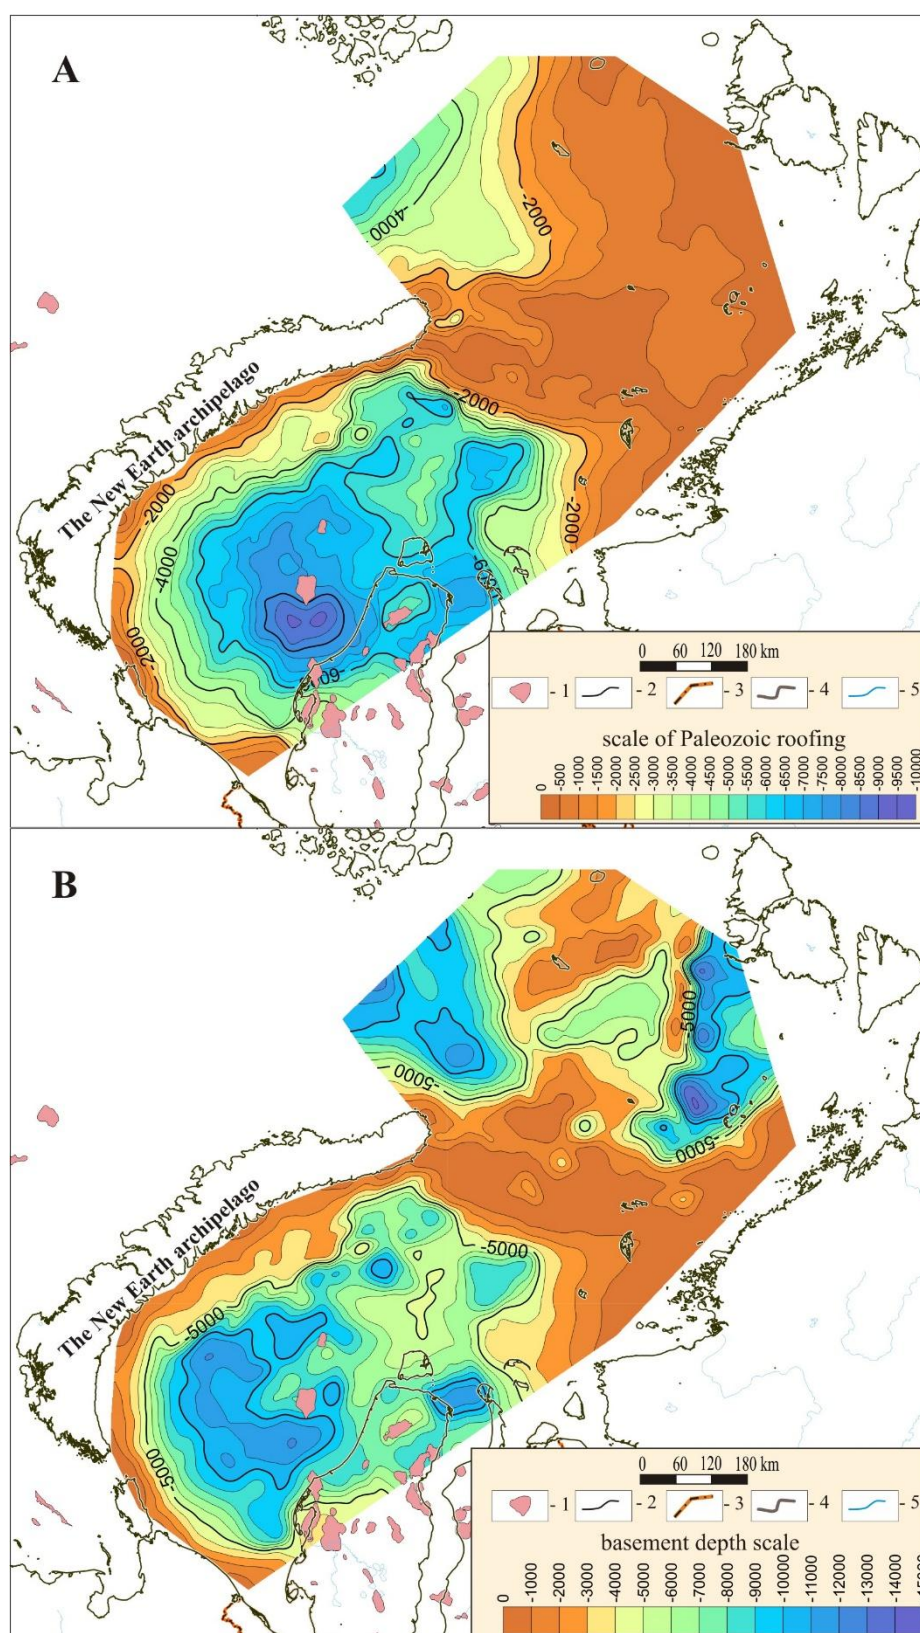 A
-4000
-2000
-2000
The New Earth archipelago
-2000
-4000
-2000
-2000
0 60 120 180 km
- 1 - 2 - 3 - 4 - 5
scale of Paleozoic roofing
0 -500 -1000 -1500 -2000 -2500 -3000 -3500 -4000 -4500 -5000 -5500 -6000 -6500 -7000 -7500 -8000 -8500 -9000 -9500
B
-5000
-5000
-5000
The New Earth archipelago
-5000
-5000
-5000
0 60 120 180 km
- 1 - 2 - 3 - 4 - 5
basement depth scale
0 -1000 -2000 -3000 -4000 -5000 -6000 -7000 -8000 -9000 -10000 -11000 -12000 -13000 -14000